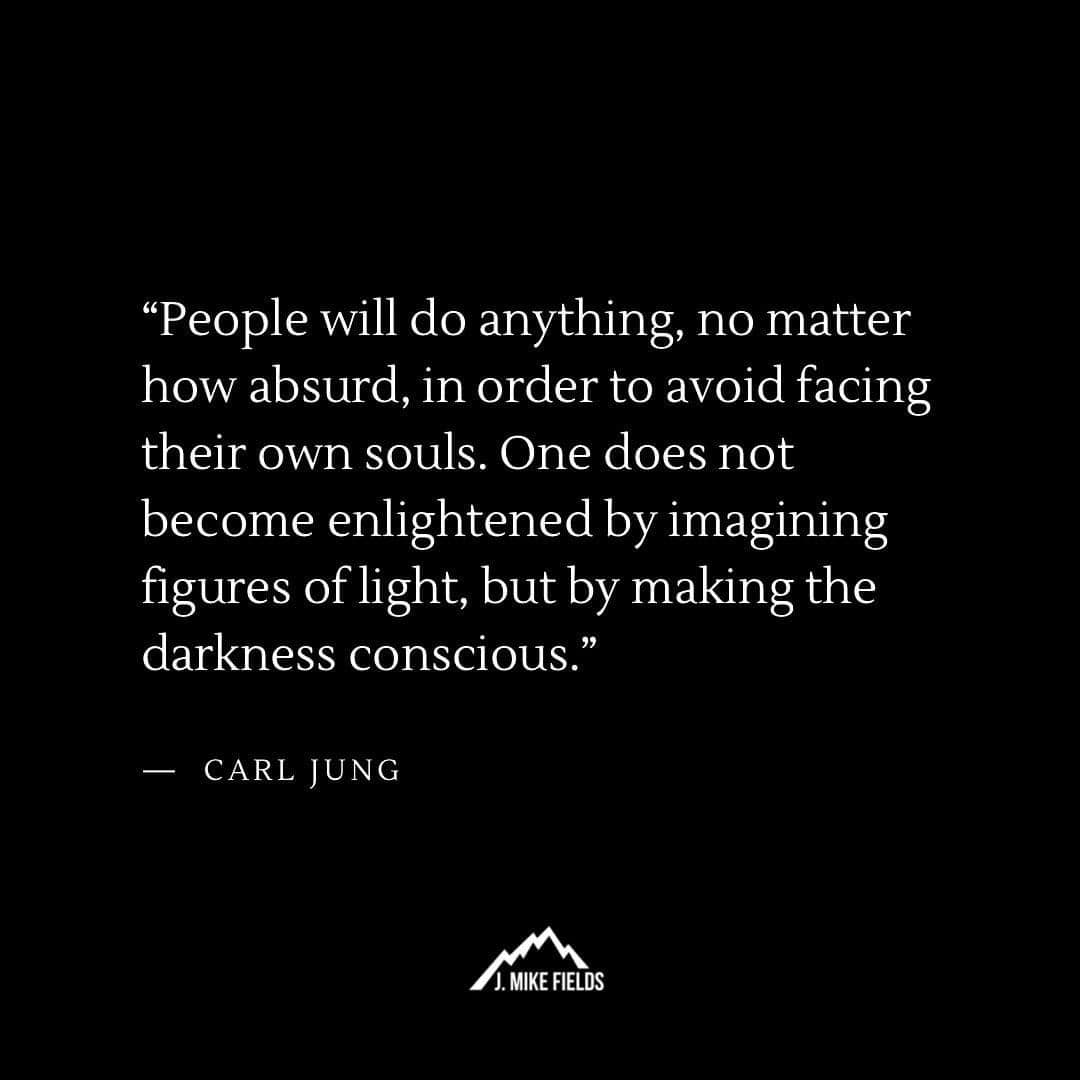 “People will do anything, no matter
how absurd, in order to avoid facing
their own souls. One does not
become enlightened by imagining
figures of light, but by making the
darkness conscious.”
— CARL JUNG
J. MIKE FIELDS